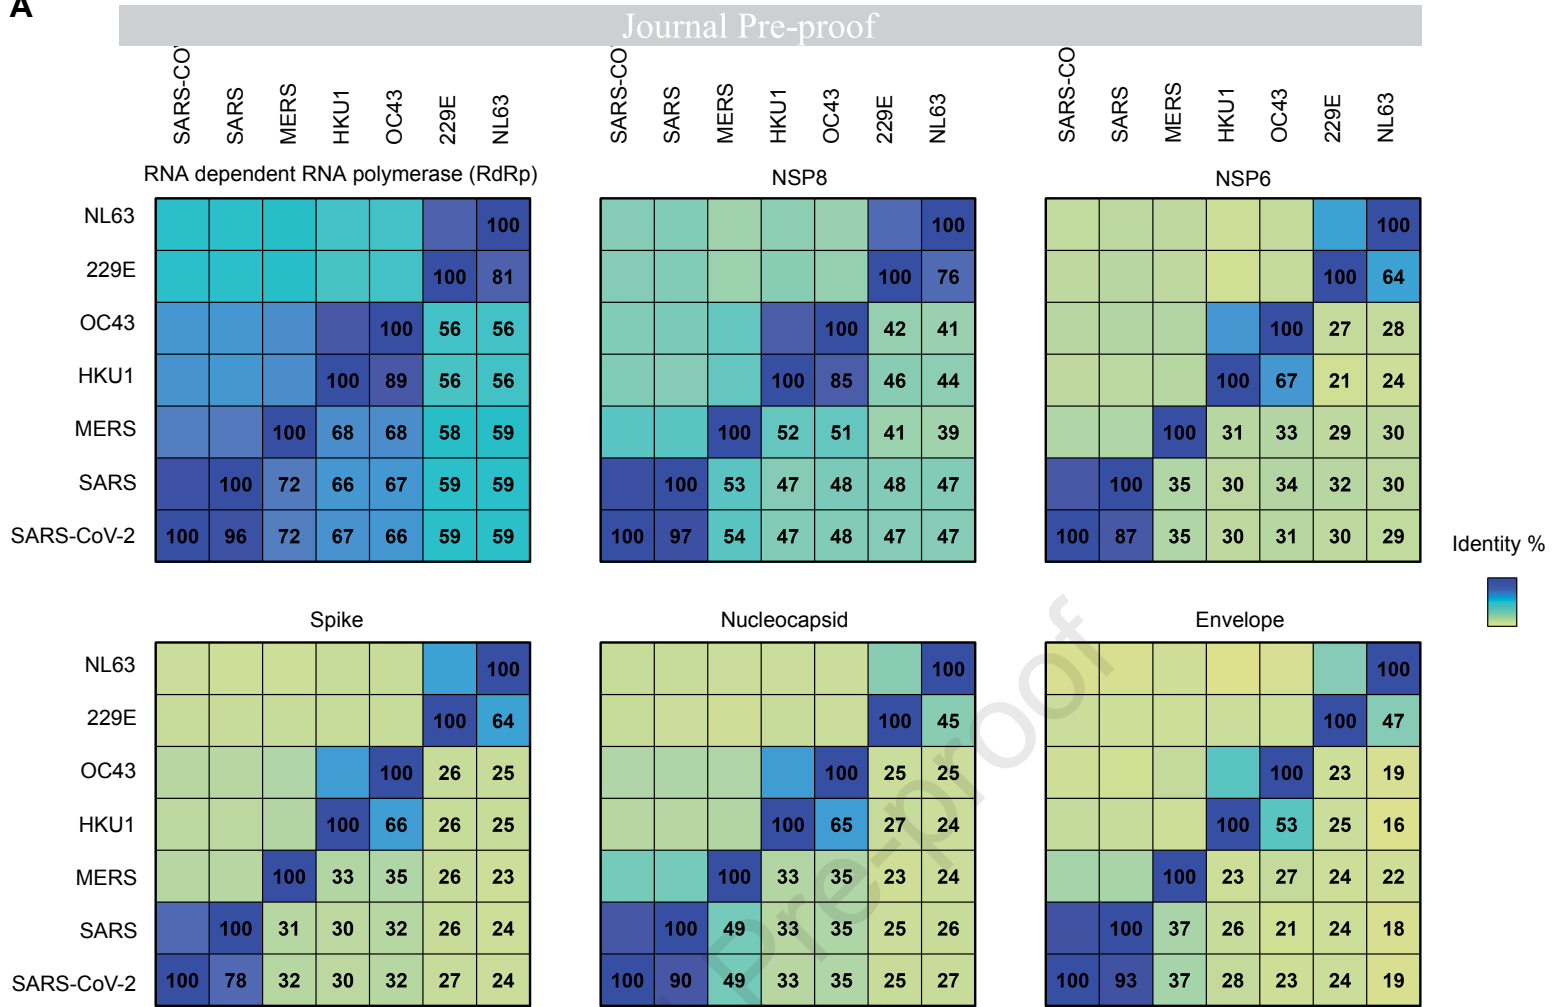 A
Journal Pre-proof
SARS-CO SARS MERS HKU1 OC43 229E NL63
SARS-CO SARS MERS HKU1 OC43 229E NL63
SARS-CO SARS MERS HKU1 OC43 229E NL63
RNA dependent RNA polymerase (RdRp)
NL63 100
229E 100 81
OC43 100 56 56
HKU1 100 89 56 56
MERS 100 68 68 58 59
SARS 100 72 66 67 59 59
SARS-CoV-2 100 96 72 67 66 59 59
NSP8
100
100 76
100 42 41
100 85 46 44
100 52 51 41 39
100 53 47 48 48 47
100 97 54 47 48 47 47
NSP6
100
100 64
100 27 28
100 67 21 24
100 31 33 29 30
100 35 30 34 32 30
100 87 35 30 31 30 29
Identity %
Spike
NL63 100
229E 100 64
OC43 100 26 25
HKU1 100 66 26 25
MERS 100 33 35 26 23
SARS 100 31 30 32 26 24
SARS-CoV-2 100 78 32 30 32 27 24
Nucleocapsid
100
100 45
100 25 25
100 65 27 24
100 33 35 23 24
100 49 33 35 25 26
100 90 49 33 35 25 27
Envelope
100
100 47
100 23 19
100 53 25 16
100 23 27 24 22
100 37 26 21 24 18
100 93 37 28 23 24 19
Pre-proof